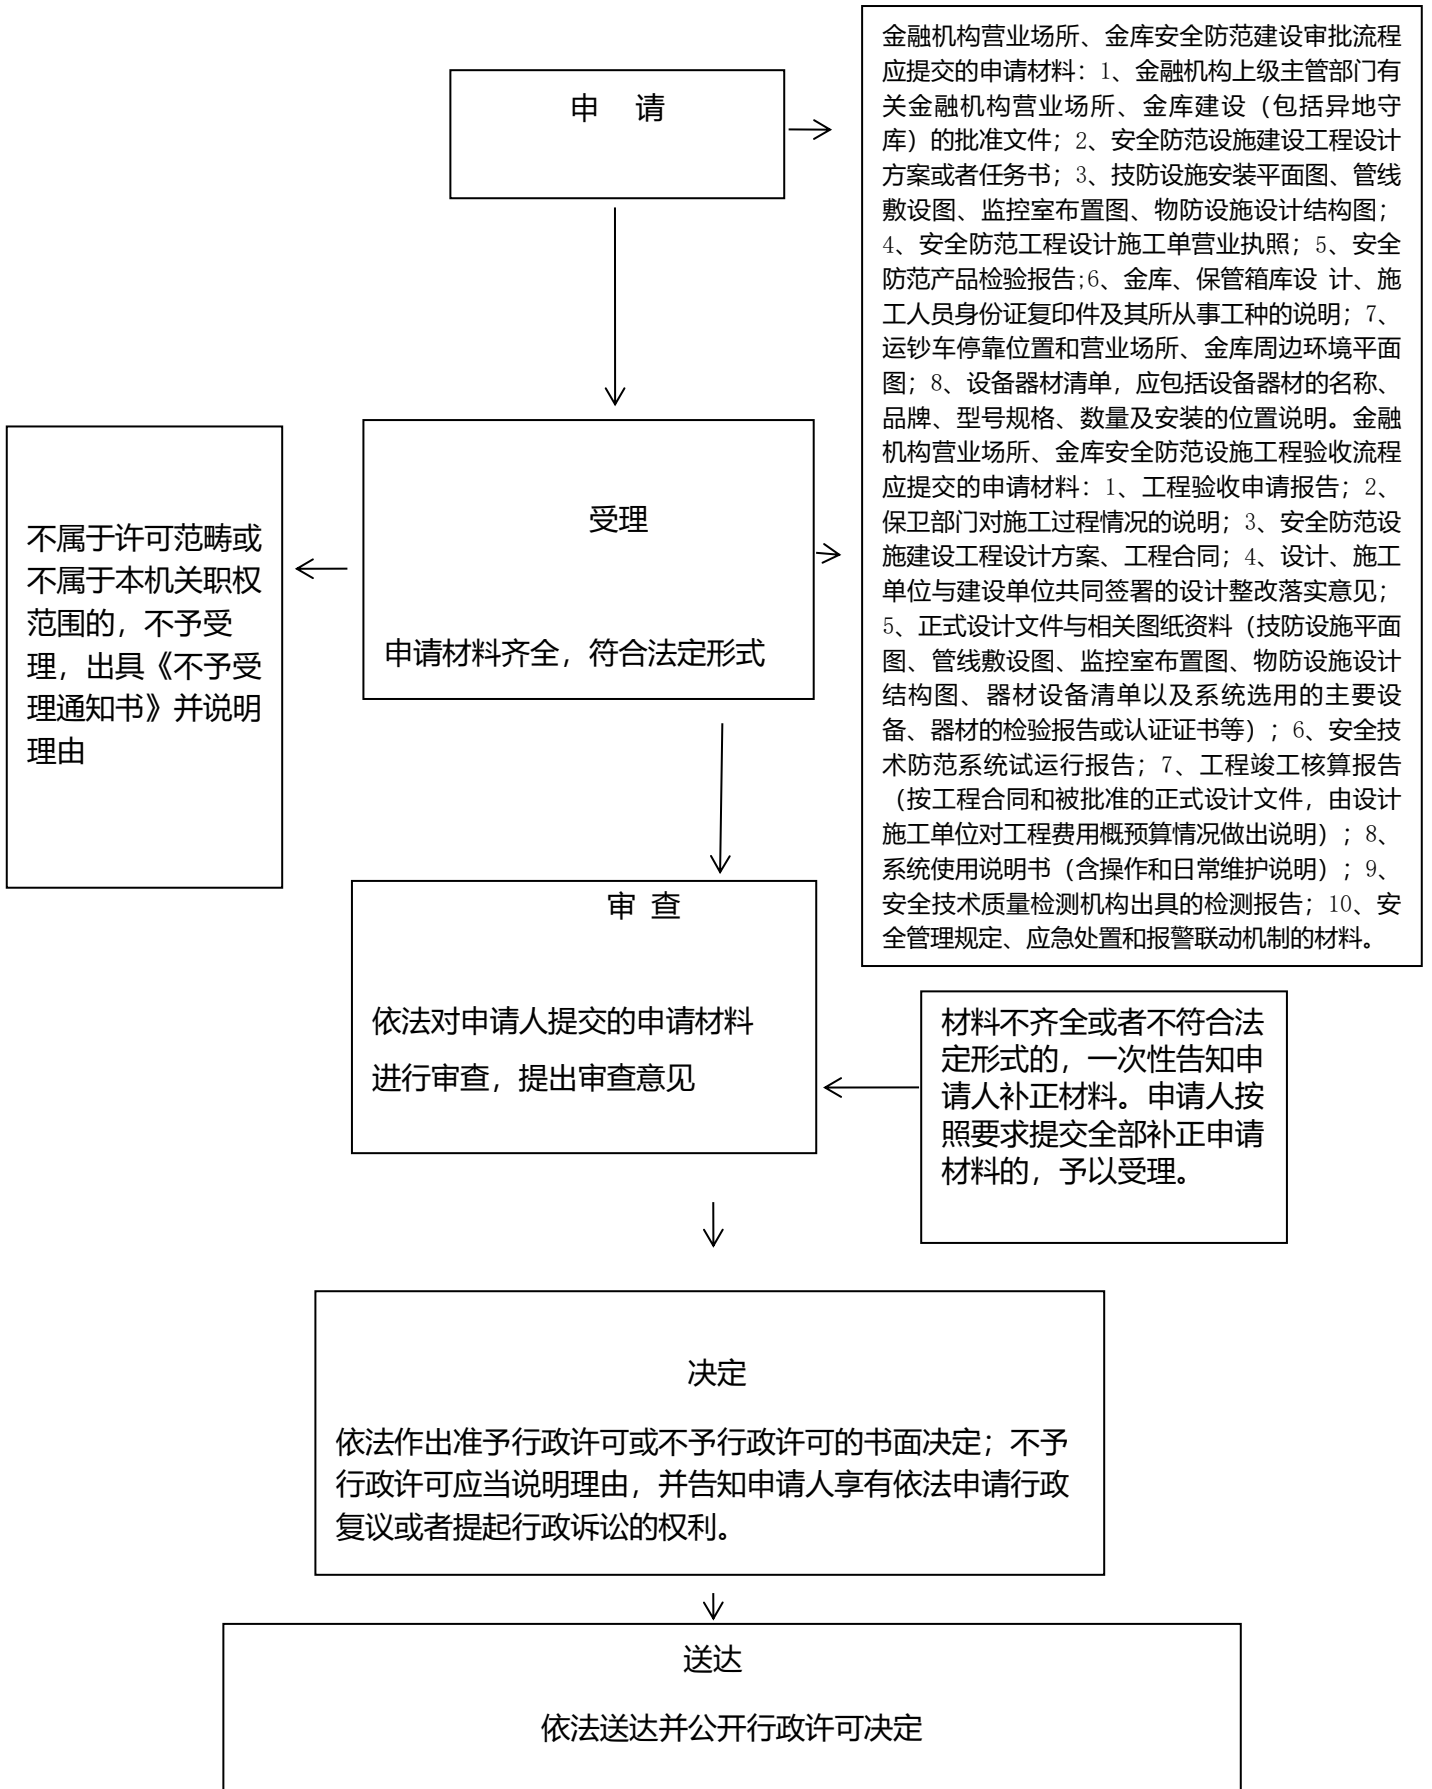 申 请
金融机构营业场所、金库安全防范建设审批流程
应提交的申请材料：1、金融机构上级主管部门有
关金融机构营业场所、金库建设（包括异地守
库）的批准文件；2、安全防范设施建设工程设计
方案或者任务书；3、技防设施安装平面图、管线
敷设图、监控室布置图、物防设施设计结构图；
4、安全防范工程设计施工单营业执照；5、安全
防范产品检验报告;6、金库、保管箱库设 计、施
工人员身份证复印件及其所从事工种的说明；7、
运钞车停靠位置和营业场所、金库周边环境平面
图；8、设备器材清单，应包括设备器材的名称、
品牌、型号规格、数量及安装的位置说明。金融
机构营业场所、金库安全防范设施工程验收流程
应提交的申请材料：1、工程验收申请报告；2、
保卫部门对施工过程情况的说明；3、安全防范设
施建设工程设计方案、工程合同；4、设计、施工
单位与建设单位共同签署的设计整改落实意见；
5、正式设计文件与相关图纸资料（技防设施平面
图、管线敷设图、监控室布置图、物防设施设计
结构图、器材设备清单以及系统选用的主要设
备、器材的检验报告或认证证书等）；6、安全技
术防范系统试运行报告；7、工程竣工核算报告
（按工程合同和被批准的正式设计文件，由设计
施工单位对工程费用概预算情况做出说明）；8、
系统使用说明书（含操作和日常维护说明）；9、
安全技术质量检测机构出具的检测报告；10、安
全管理规定、应急处置和报警联动机制的材料。
受理
申请材料齐全，符合法定形式
不属于许可范畴或
不属于本机关职权
范围的，不予受
理，出具《不予受
理通知书》并说明
理由
审 查
依法对申请人提交的申请材料
进行审查，提出审查意见
材料不齐全或者不符合法
定形式的，一次性告知申
请人补正材料。申请人按
照要求提交全部补正申请
材料的，予以受理。
决定
依法作出准予行政许可或不予行政许可的书面决定；不予
行政许可应当说明理由，并告知申请人享有依法申请行政
复议或者提起行政诉讼的权利。
送达
依法送达并公开行政许可决定